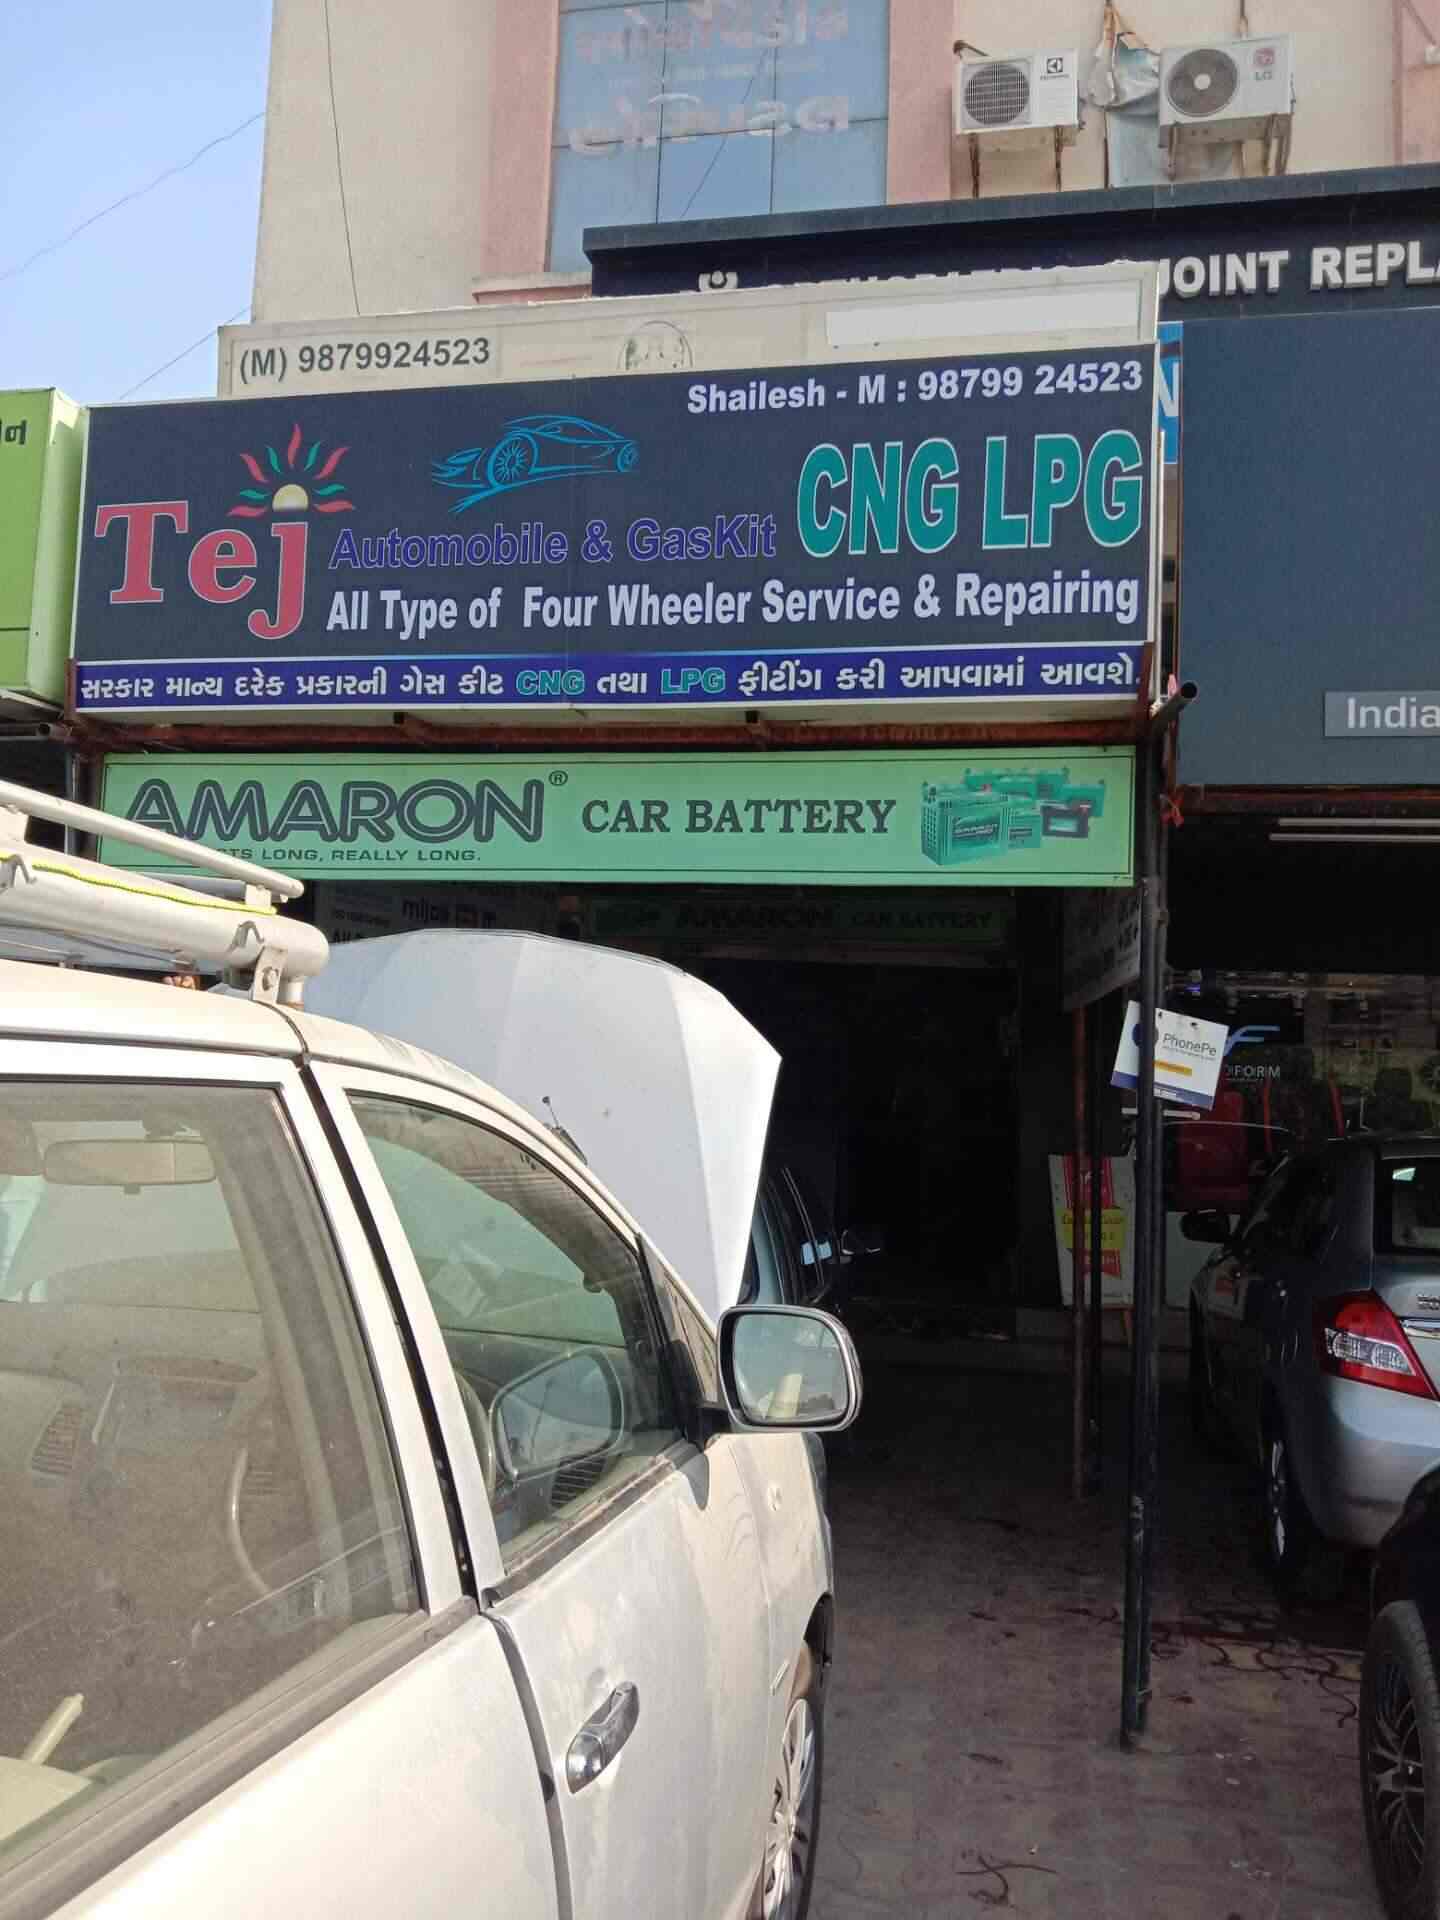 LG
JOINT REPLA
(M) 9879924523
Shailesh - M : 98799 24523
Tej
Automobile & GasKit
CNG LPG
All Type of Four Wheeler Service & Repairing
સરકાર માન્ય દરેક પ્રકારની ગેસ કીટ CNG તથા LPG ફીટીંગ કરી આપવામાં આવશે.
India
AMARON® CAR BATTERY
LONG, REALLY LONG.
AMARON CAR BATTERY
PhonePe